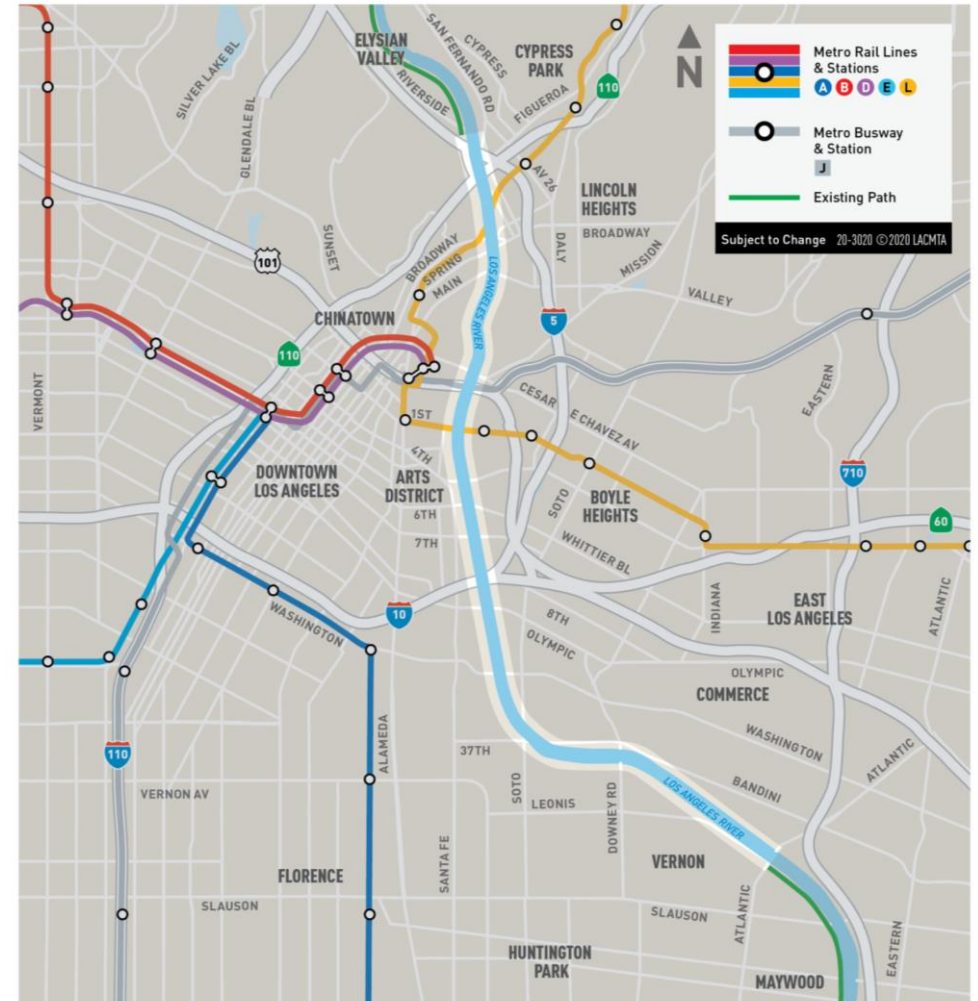 ELYSIAN
VALLEY
RIVERSIDE
SAN FERNANDO RD
CYPRESS
CYPRESS
PARK
FIGUEROA
110
SILVER LAKE BL
GLENDALE BL
N
Metro Rail Lines
& Stations
A B D E L
Metro Busway
& Station
J
Existing Path
Subject to Change 20-3020 ©2020 LACMTA
AV 26
LINCOLN
HEIGHTS
BROADWAY
DALY
MISSION
VALLEY
101
SUNSET
BROADWAY
SPRING
MAIN
LOS ANGELES RIVER
5
CHINATOWN
110
VERMONT
EASTERN
CESAR E CHAVEZ AV
1ST
4TH
DOWNTOWN
LOS ANGELES
ARTS
DISTRICT
6TH
7TH
SOTO
BOYLE
HEIGHTS
WHITTIER BL
710
60
10
WASHINGTON
8TH
OLYMPIC
INDIANA
EAST
LOS ANGELES
ATLANTIC
OLYMPIC
COMMERCE
WASHINGTON
ATLANTIC
110
ALAMEDA
37TH
SOTO
LEONIS
DOWNEY RD
BANDINI
LOS ANGELES RIVER
VERNON AV
VERNON
SANTA FE
FLORENCE
SLAUSON
SLAUSON
ATLANTIC
EASTERN
HUNTINGTON
PARK
MAYWOOD